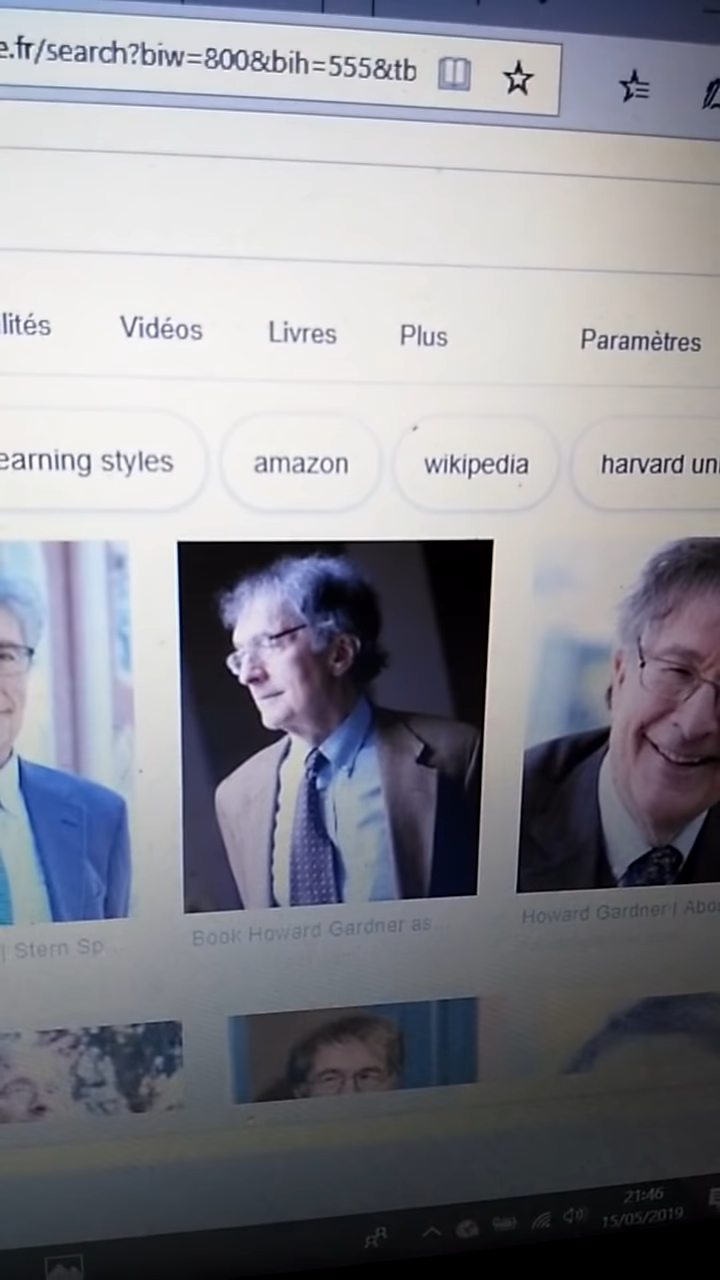 e.fr/search?biw=800&bih=555&tb
lités Vidéos Livres Plus Paramètres
earning styles amazon wikipedia harvard uni
| Stern Sp... Book Howard Gardner as... Howard Gardner | Abo
21:46
15/05/2019